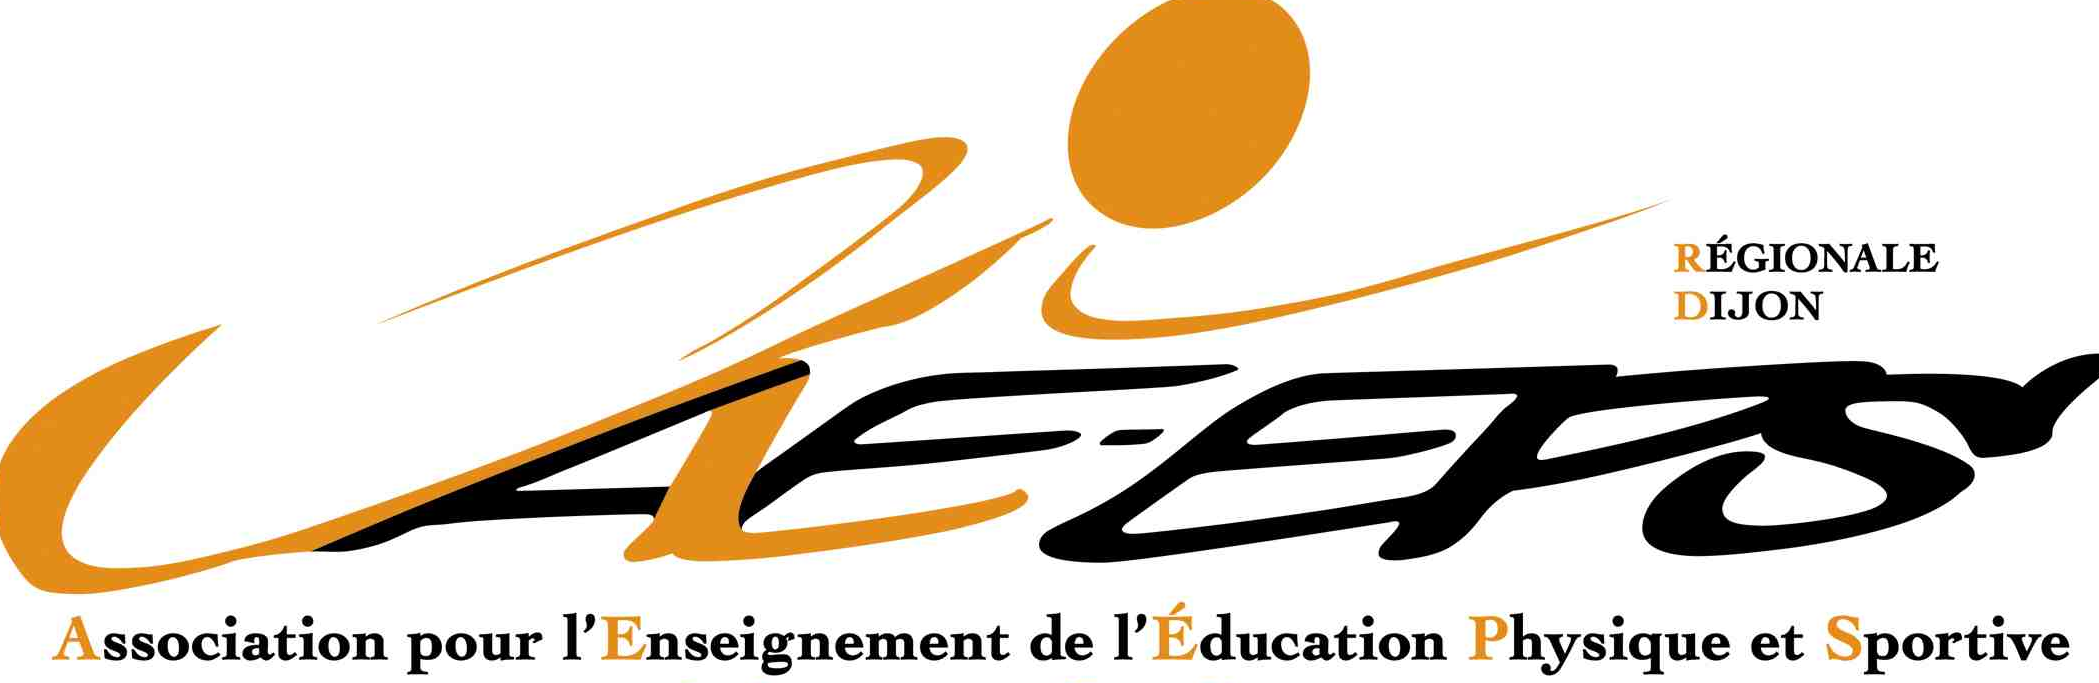 RÉGIONALE
DIJON
AE-EPS
Association pour l’Enseignement de l’Éducation Physique et Sportive